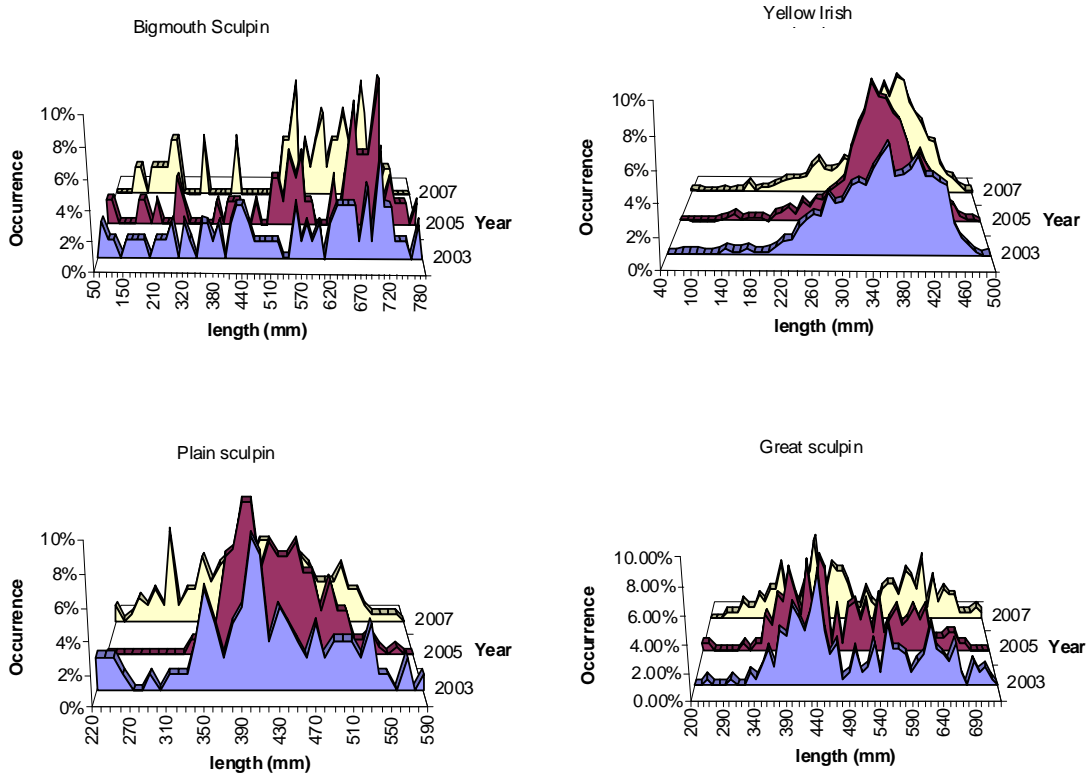 Bigmouth Sculpin
10%
8%
6%
4%
2%
0%
Occurrence
50 150 210 320 380 440 510 570 620 670 720 780
length (mm)
2007
2005
2003
Year
Yellow Irish
10%
8%
6%
4%
2%
0%
Occurrence
40 100 140 180 220 260 300 340 380 420 460 500
length (mm)
2007
2005
2003
Year
Plain sculpin
10%
8%
6%
4%
2%
0%
Occurrence
220 270 310 350 390 430 470 510 550 590
length (mm)
2007
2005
2003
Year
Great sculpin
10.00%
8.00%
6.00%
4.00%
2.00%
0.00%
Occurrence
200 290 340 390 440 490 540 590 640 690
length (mm)
2007
2005
2003
Year